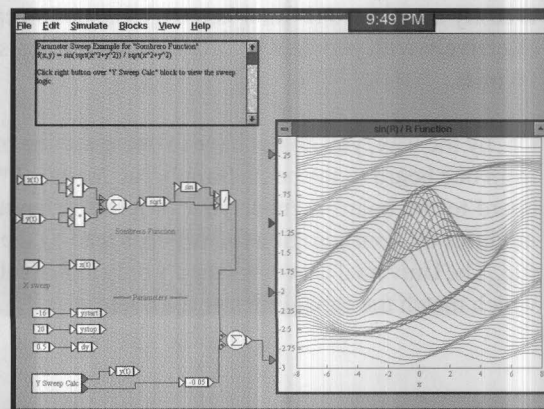 9:49 PM
File Edit Simulate Blocks View Help
Parameter Sweep Example for "Sombrero Function"
f(x,y) = sin(sqrt(x^2+y^2)) / sqrt(x^2+y^2)
Click right button over "Y Sweep Calc" block to view the sweep
logic
sin(R) / R Function
x(t)
y(t)
*
*
Σ
sqrt
sin
/
Sombrero Function
x(t)
X sweep
Parameters
-16 ystart
20 ystop
0.5 dy
Y Sweep Calc
y(t)
-0.05
Σ
0
-.25
-.5
-.75
-1
-1.25
-1.5
-1.75
-2
-2.25
-2.5
-2.75
-3
-8 -6 -4 -2 0 2 4 6 8
x